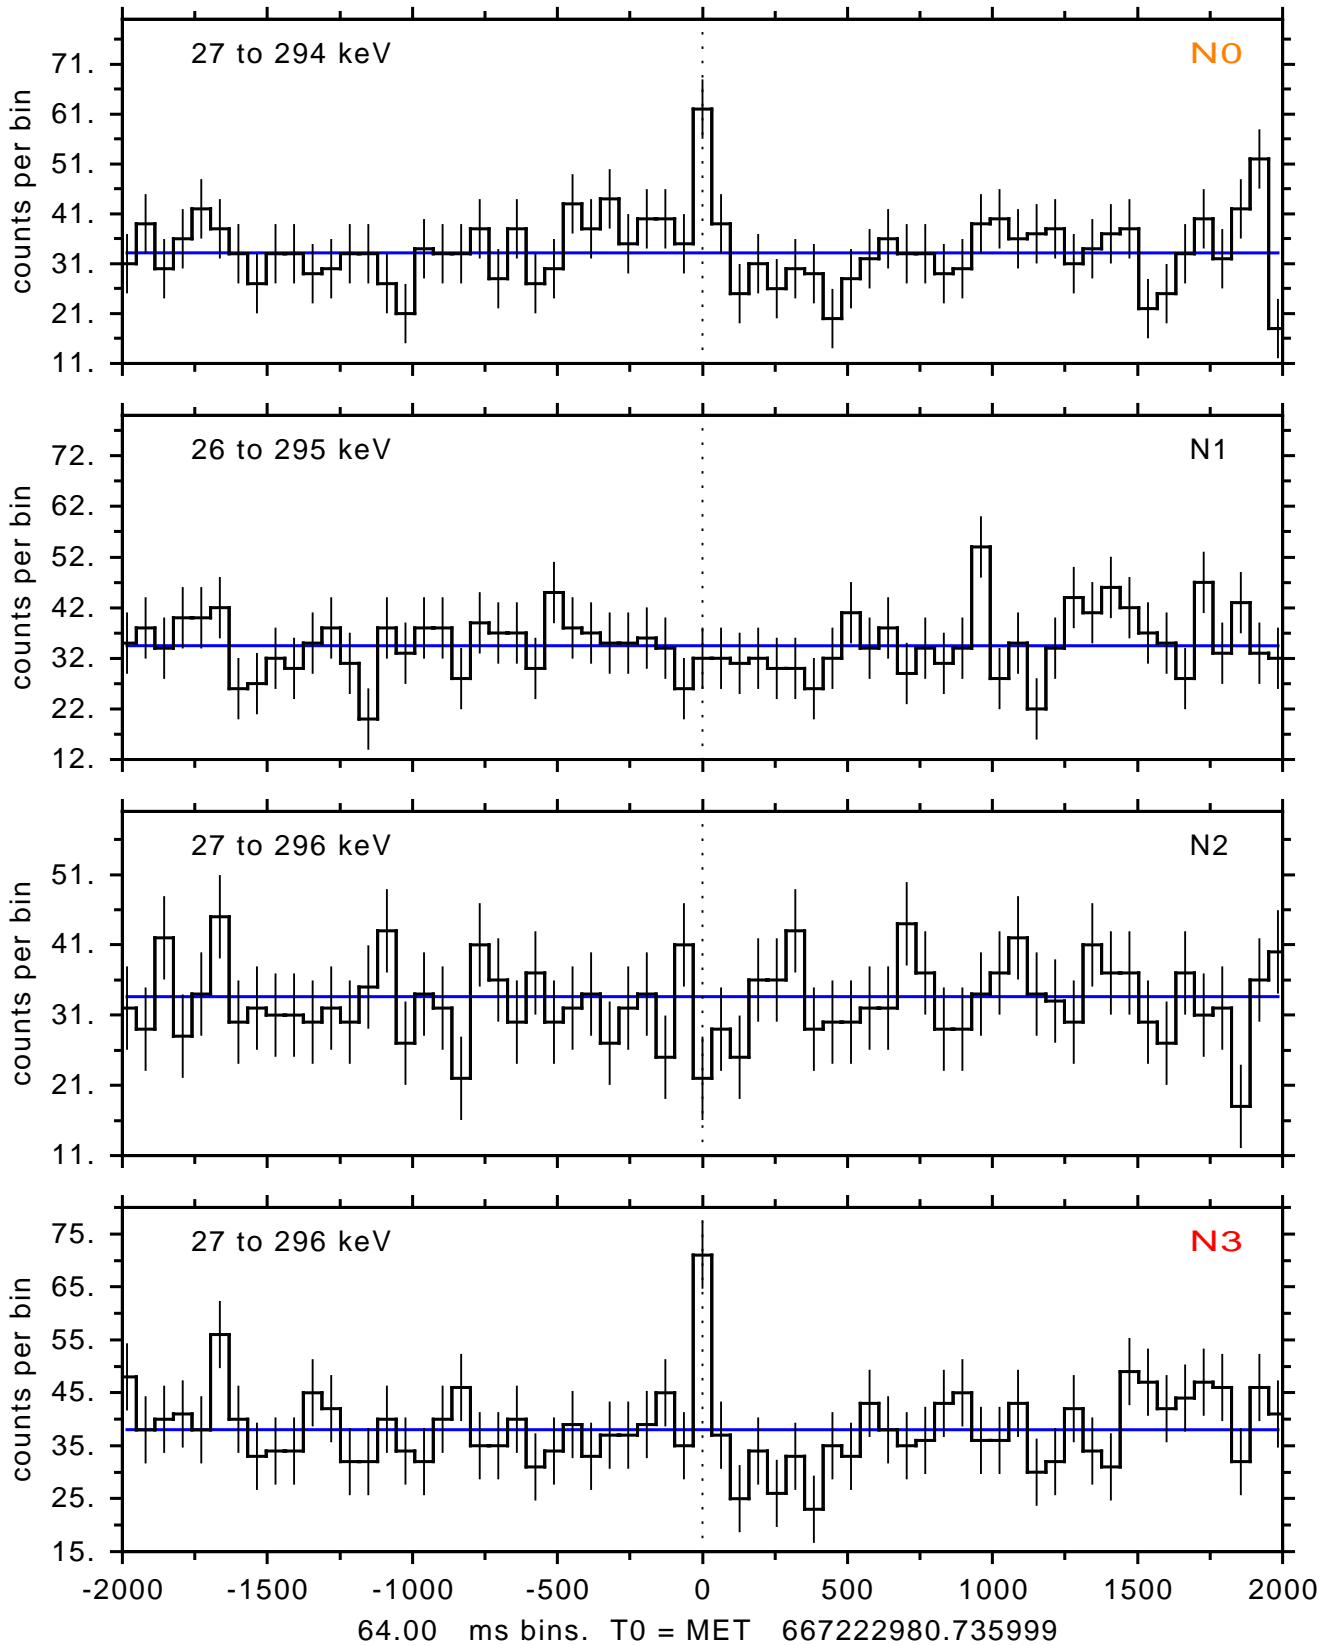 27 to 294 keV N0
71.
61.
51.
41.
31.
21.
11.
counts per bin
26 to 295 keV N1
72.
62.
52.
42.
32.
22.
12.
counts per bin
27 to 296 keV N2
51.
41.
31.
21.
11.
counts per bin
27 to 296 keV N3
75.
65.
55.
45.
35.
25.
15.
counts per bin
-2000 -1500 -1000 -500 0 500 1000 1500 2000
64.00 ms bins. T0 = MET 667222980.735999